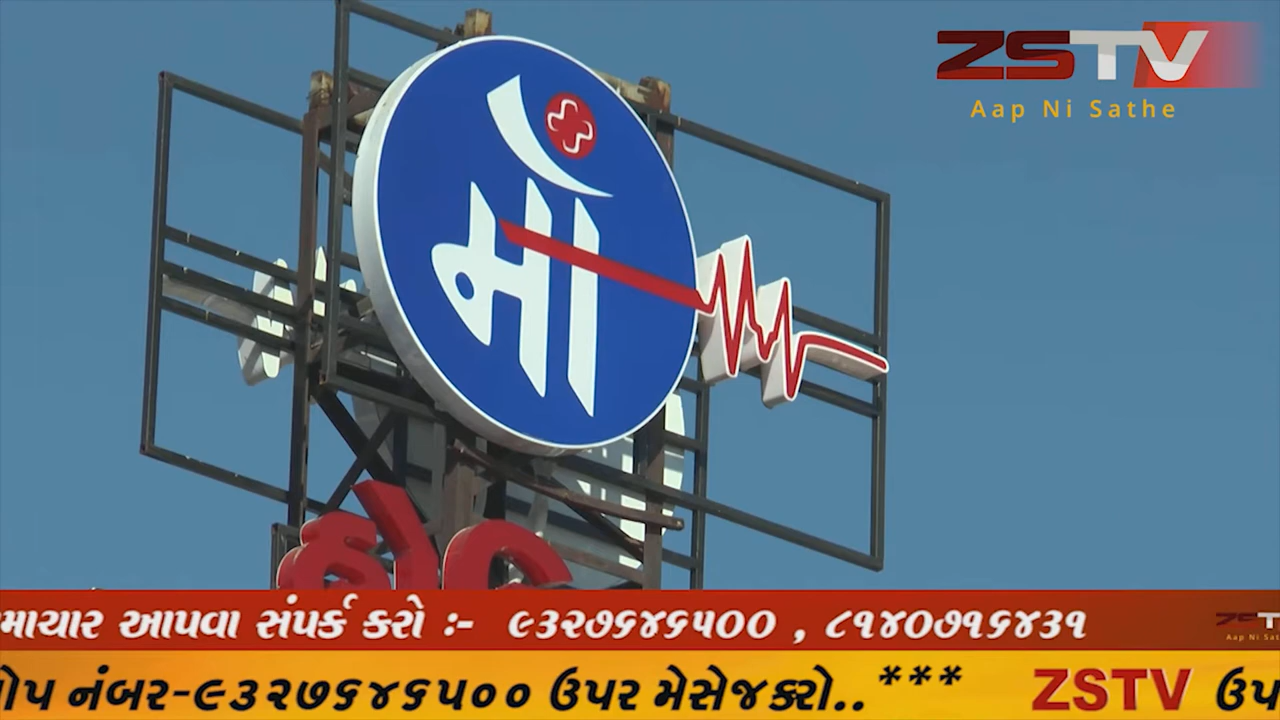 ZSTV
Aap Ni Sathe
માઁ
સંપર્ક કરો :- ૯૩૨૭૬૪૬૫૦૦ , ૮૧૪૦૭૧૬૪૩૧
આપવા
નંબર-૯૩૨૭૬૪૬૫૦૦ ઉપર મેસેજ કરો.. *** ZSTV